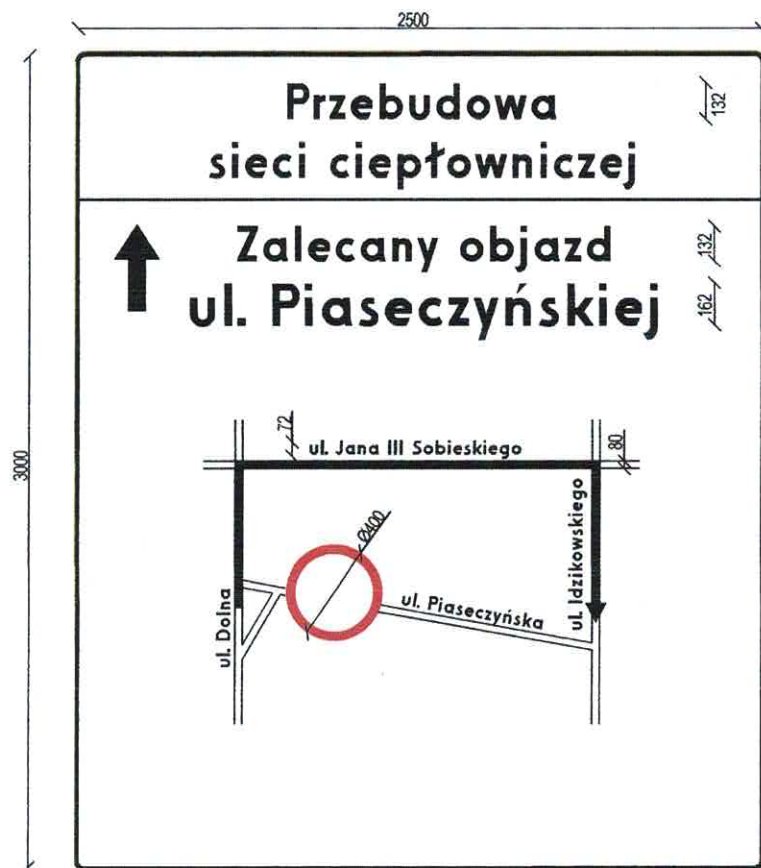 2500
Przebudowa
sieci ciepłowniczej
132
Zalecany objazd
132
ul. Piaseczyńskiej
162
3000
72
ul. Jana III Sobieskiego
80
ul. Idzikowskiego
Ø400
ul. Piaseczyńska
ul. Dolna